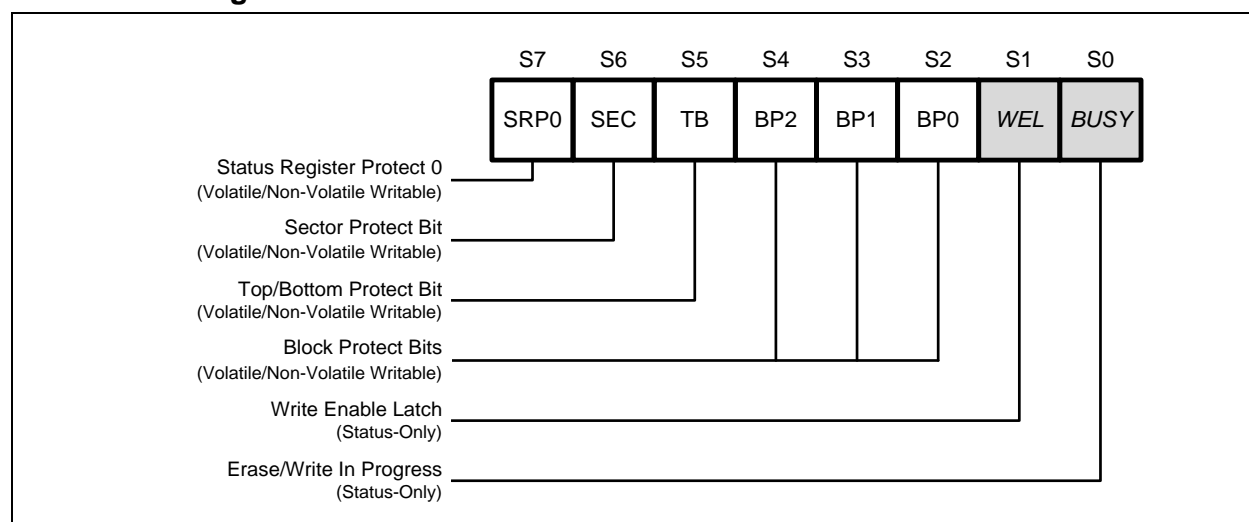 S7 S6 S5 S4 S3 S2 S1 S0
SRP0 SEC TB BP2 BP1 BP0 WEL BUSY
Status Register Protect 0
(Volatile/Non-Volatile Writable)
Sector Protect Bit
(Volatile/Non-Volatile Writable)
Top/Bottom Protect Bit
(Volatile/Non-Volatile Writable)
Block Protect Bits
(Volatile/Non-Volatile Writable)
Write Enable Latch
(Status-Only)
Erase/Write In Progress
(Status-Only)